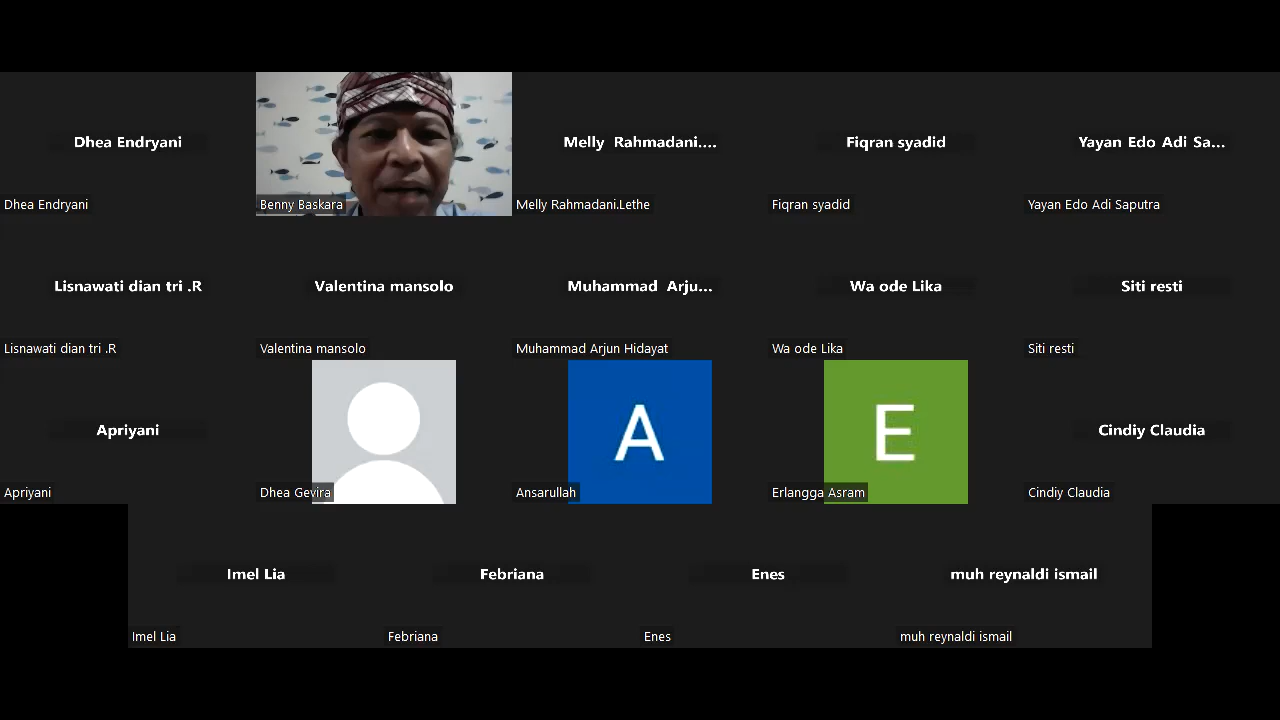 Dhea Endryani
Dhea Endryani
Benny Baskara
Melly Rahmadani....
Melly Rahmadani.Lethe
Fiqran syadid
Fiqran syadid
Yayan Edo Adi Sa...
Yayan Edo Adi Saputra
Lisnawati dian tri .R
Lisnawati dian tri .R
Valentina mansolo
Valentina mansolo
Muhammad Arju...
Muhammad Arjun Hidayat
Wa ode Lika
Wa ode Lika
Siti resti
Siti resti
Apriyani
Apriyani
Dhea Gevira
A
Ansarullah
E
Erlangga Asram
Cindiy Claudia
Cindiy Claudia
Imel Lia
Imel Lia
Febriana
Febriana
Enes
Enes
muh reynaldi ismail
muh reynaldi ismail